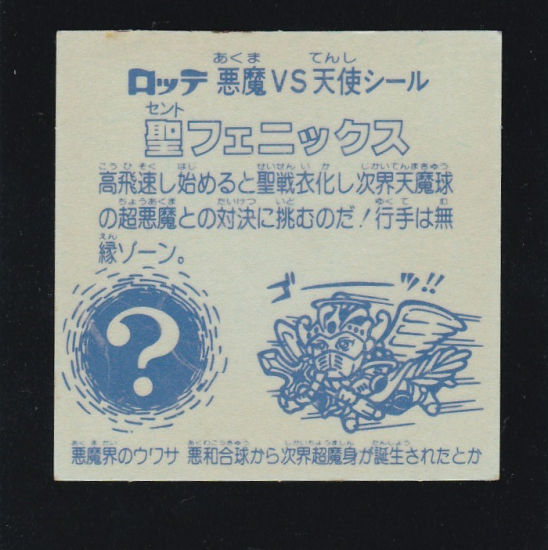 あくま てんし
ロッテ 悪魔VS天使シール
セント
聖フェニックス
こうひそく はじ せいせんいか じかいてんまきゅう
高飛速し始めると聖戦衣化し次界天魔球
ちょうあくま たいけつ いど ゆくて む
の超悪魔との対決に挑むのだ!行手は無
えん
縁ゾーン。
ゴーーッ!!
?
あくまかい あくわごうきゅう じかいちょうましん たんじょう
悪魔界のウワサ 悪和合球から次界超魔身が誕生されたとか